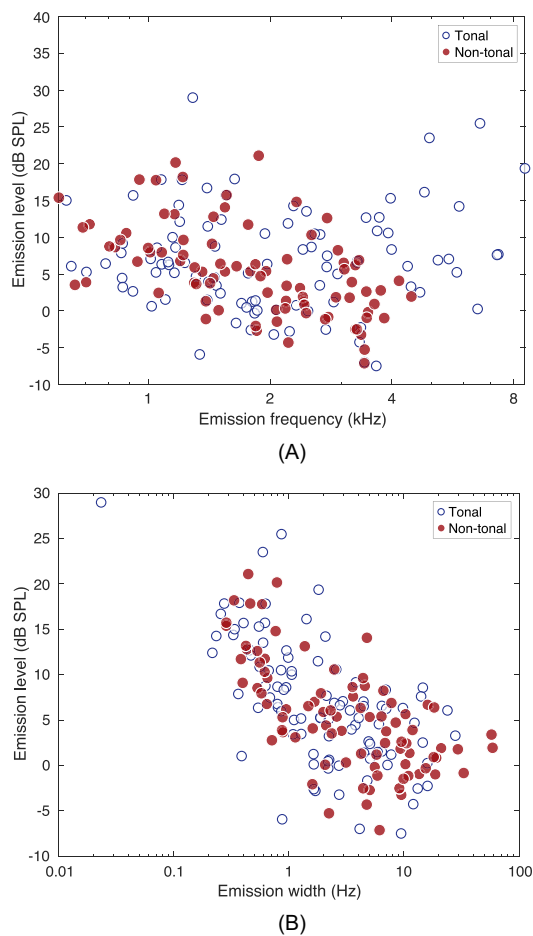 40
35
30
25
20
15
10
5
0
-5
-10
Emission level (dB SPL)
Tonal
Non-tonal
1
2
4
8
Emission frequency (kHz)
(A)
30
25
20
15
10
5
0
-5
-10
Emission level (dB SPL)
Tonal
Non-tonal
0.01
0.1
1
10
100
Emission width (Hz)
(B)